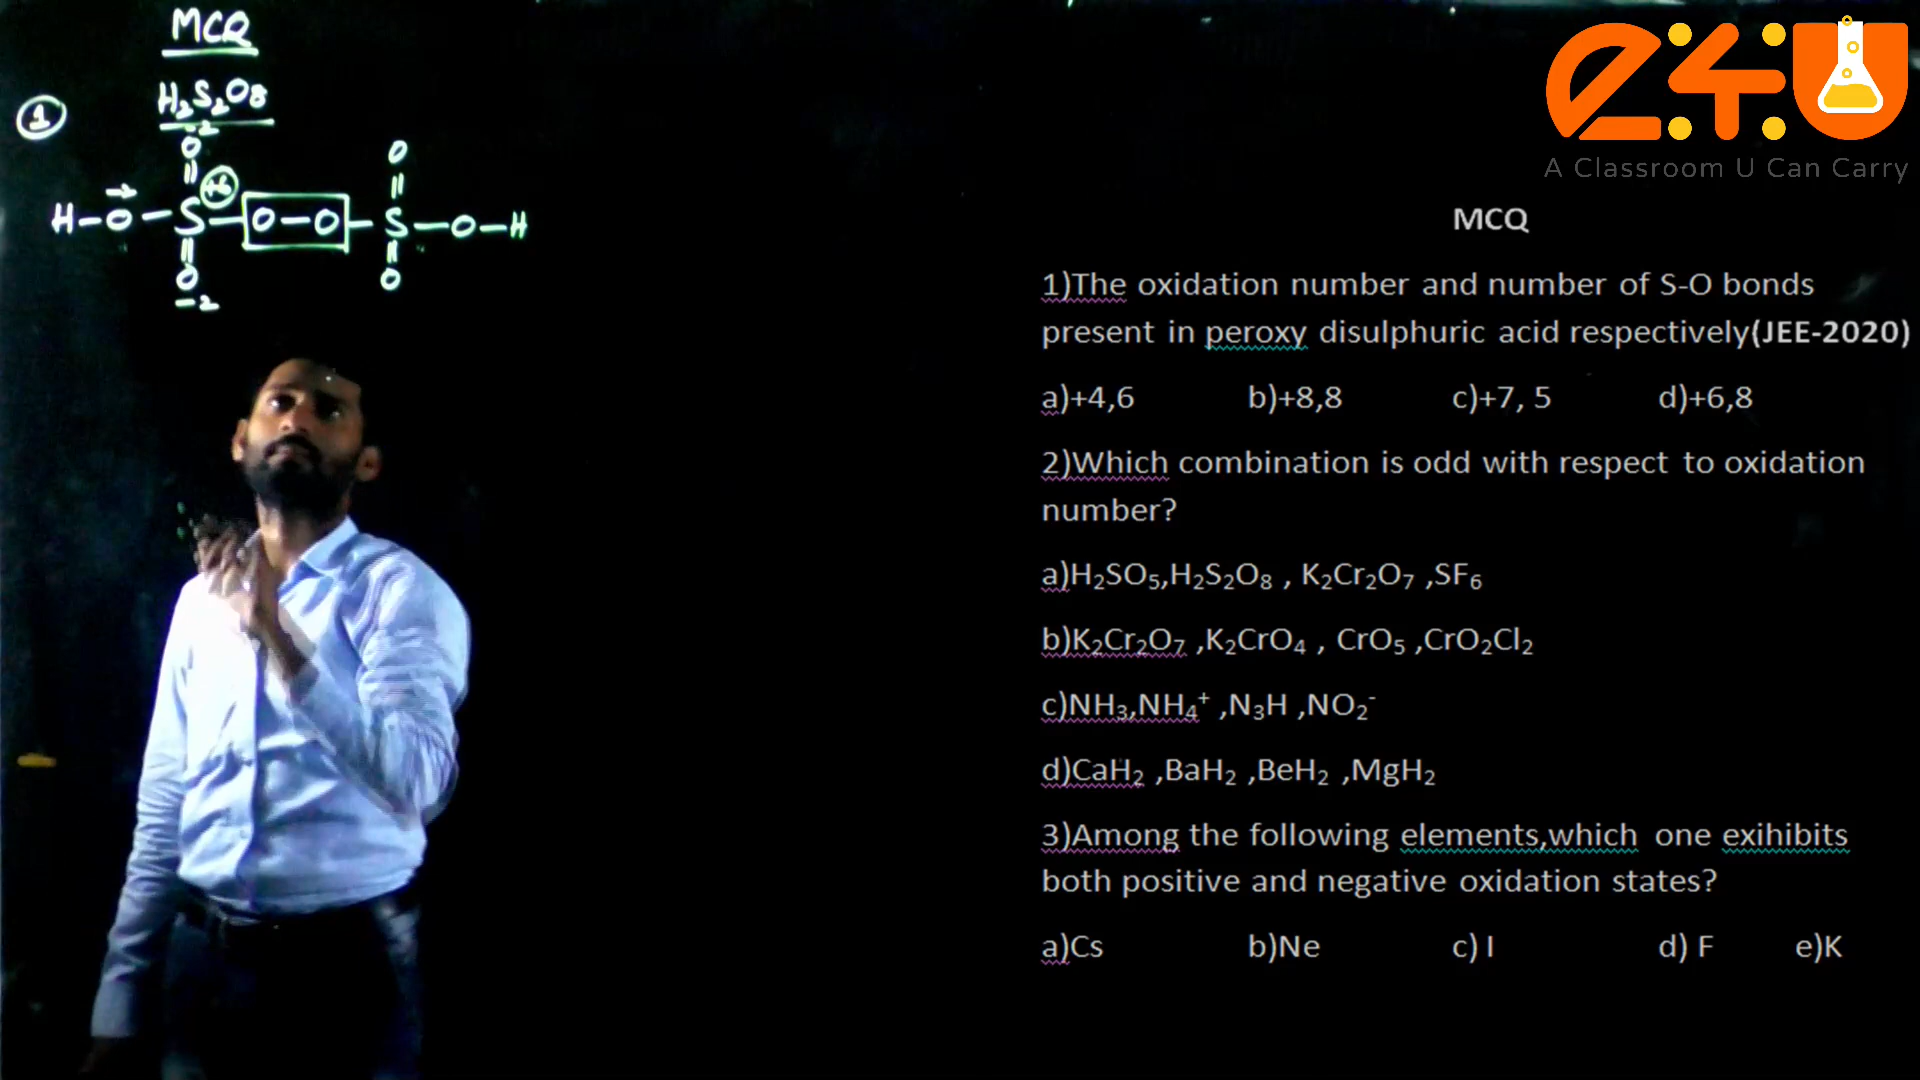 MCQ
1
H₂S₂O₈
-2
O O
|| ||
+6
H-O-S-O-O-S-O-H
|| ||
O O
-2
e4U
A Classroom U Can Carry
MCQ
1)The oxidation number and number of S-O bonds
present in peroxy disulphuric acid respectively(JEE-2020)
a)+4,6 b)+8,8 c)+7, 5 d)+6,8
2)Which combination is odd with respect to oxidation
number?
a)H₂SO₅,H₂S₂O₈ , K₂Cr₂O₇ ,SF₆
b)K₂Cr₂O₇ ,K₂CrO₄ , CrO₅ ,CrO₂Cl₂
c)NH₃,NH₄⁺ ,N₃H ,NO₂⁻
d)CaH₂ ,BaH₂ ,BeH₂ ,MgH₂
3)Among the following elements,which one exihibits
both positive and negative oxidation states?
a)Cs b)Ne c) I d) F e)K